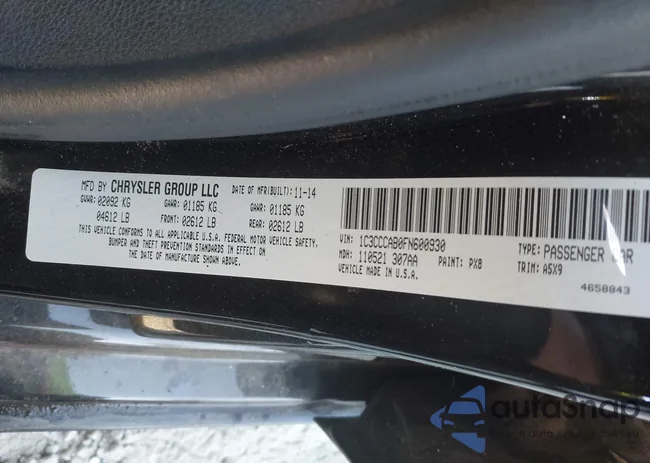 MFD BY CHRYSLER GROUP LLC DATE OF MFR(BUILT): 11-14
GVWR: 02092 KG GAWR: 01185 KG GAWR: 01185 KG
04612 LB FRONT: 02612 LB REAR: 02612 LB
THIS VEHICLE CONFORMS TO ALL APPLICABLE U.S.A. FEDERAL MOTOR VEHICLE SAFETY,
BUMPER AND THEFT PREVENTION STANDARDS IN EFFECT ON
THE DATE OF MANUFACTURE SHOWN ABOVE.
VIN: 1C3CCCAB0FN600930 TYPE: PASSENGER CAR
MDH: 110521 307AA PAINT: PX8 TRIM: A5X9
VEHICLE MADE IN U.S.A.
4658843
autoSnap